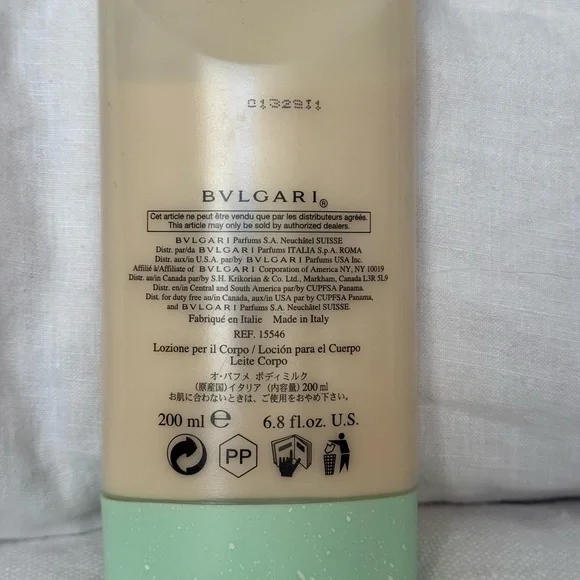 0132911
BVLGARI®
Cet article ne peut être vendu que par les distributeurs agréés.
This article may only be sold by authorized dealers.
BVLGARI Parfums S.A. Neuchâtel SUISSE
Distr. par/da BVLGARI Parfums ITALIA S.p.A. ROMA
Distr. aux/in U.S.A. par/by BVLGARI Parfums USA Inc.
Affilié à/Affiliate of BVLGARI Corporation of America NY, NY, 10019
Distr. au/in Canada par/by S.H. Krikorian & Co. Ltd., Markham, Canada L3R 5L9
Distr. en/in Central and South America par/by CUPFSA Panama.
Dist. for duty free au/in Canada, aux/in USA par by CUPFSA Panama,
and BVLGARI Parfums S.A. Neuchâtel SUISSE.
Fabriqué en Italie Made in Italy
REF. 15546
Lozione per il Corpo / Loción para el Cuerpo
Leite Corpo
オ・パフメ ボディミルク
(原産国) イタリア (内容量) 200 ml
お肌に合わないときは、ご使用をおやめ下さい。
200 ml ℮ 6.8 fl.oz. U.S.
PP